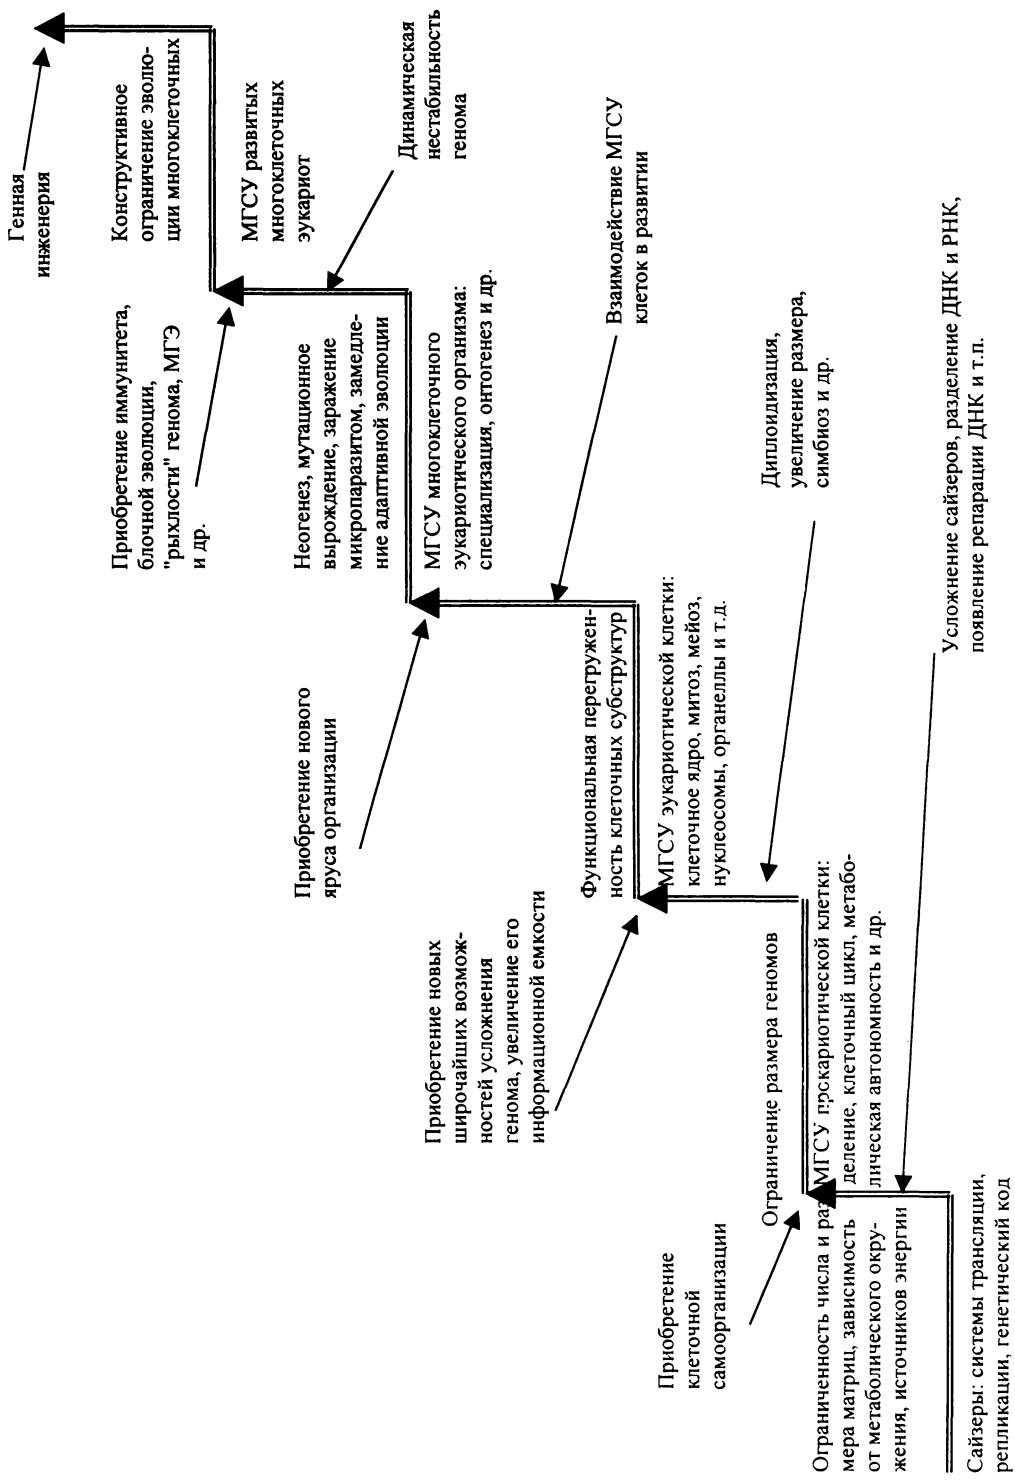 Генная
инженерия
Конструктивное
ограничение эволю-
ции многоклеточных
МГСУ развитых
многоклеточных
эукариот
Динамическая
нестабильность
генома
Приобретение иммунитета,
блочной эволюции,
"рыхлости" генома, МГЭ
и др.
Неогенез, мутационное
вырождение, заражение
микропаразитом, замедле-
ние адаптивной эволюции
МГСУ многоклеточного
эукариотического организма:
специализация, онтогенез и др.
Взаимодействие МГСУ
клеток в развитии
Приобретение нового
яруса организации
Функциональная перегружен-
ность клеточных субструктур
МГСУ эукариотической клетки:
клеточное ядро, митоз, мейоз,
нуклеосомы, органеллы и т.д.
Диплоидизация,
увеличение размера,
симбиоз и др.
Приобретение новых
широчайших возмож-
ностей усложнения
генома, увеличение его
информационной емкости
Ограничение размера геномов
МГСУ прокариотической клетки:
деление, клеточный цикл, метабо-
лическая автономность и др.
Усложнение сайзеров, разделение ДНК и РНК,
появление репарации ДНК и т.п.
Приобретение
клеточной
самоорганизации
Ограниченность числа и раз-
мера матриц, зависимость
от метаболического окру-
жения, источников энергии
Сайзеры: системы трансляции,
репликации, генетический код